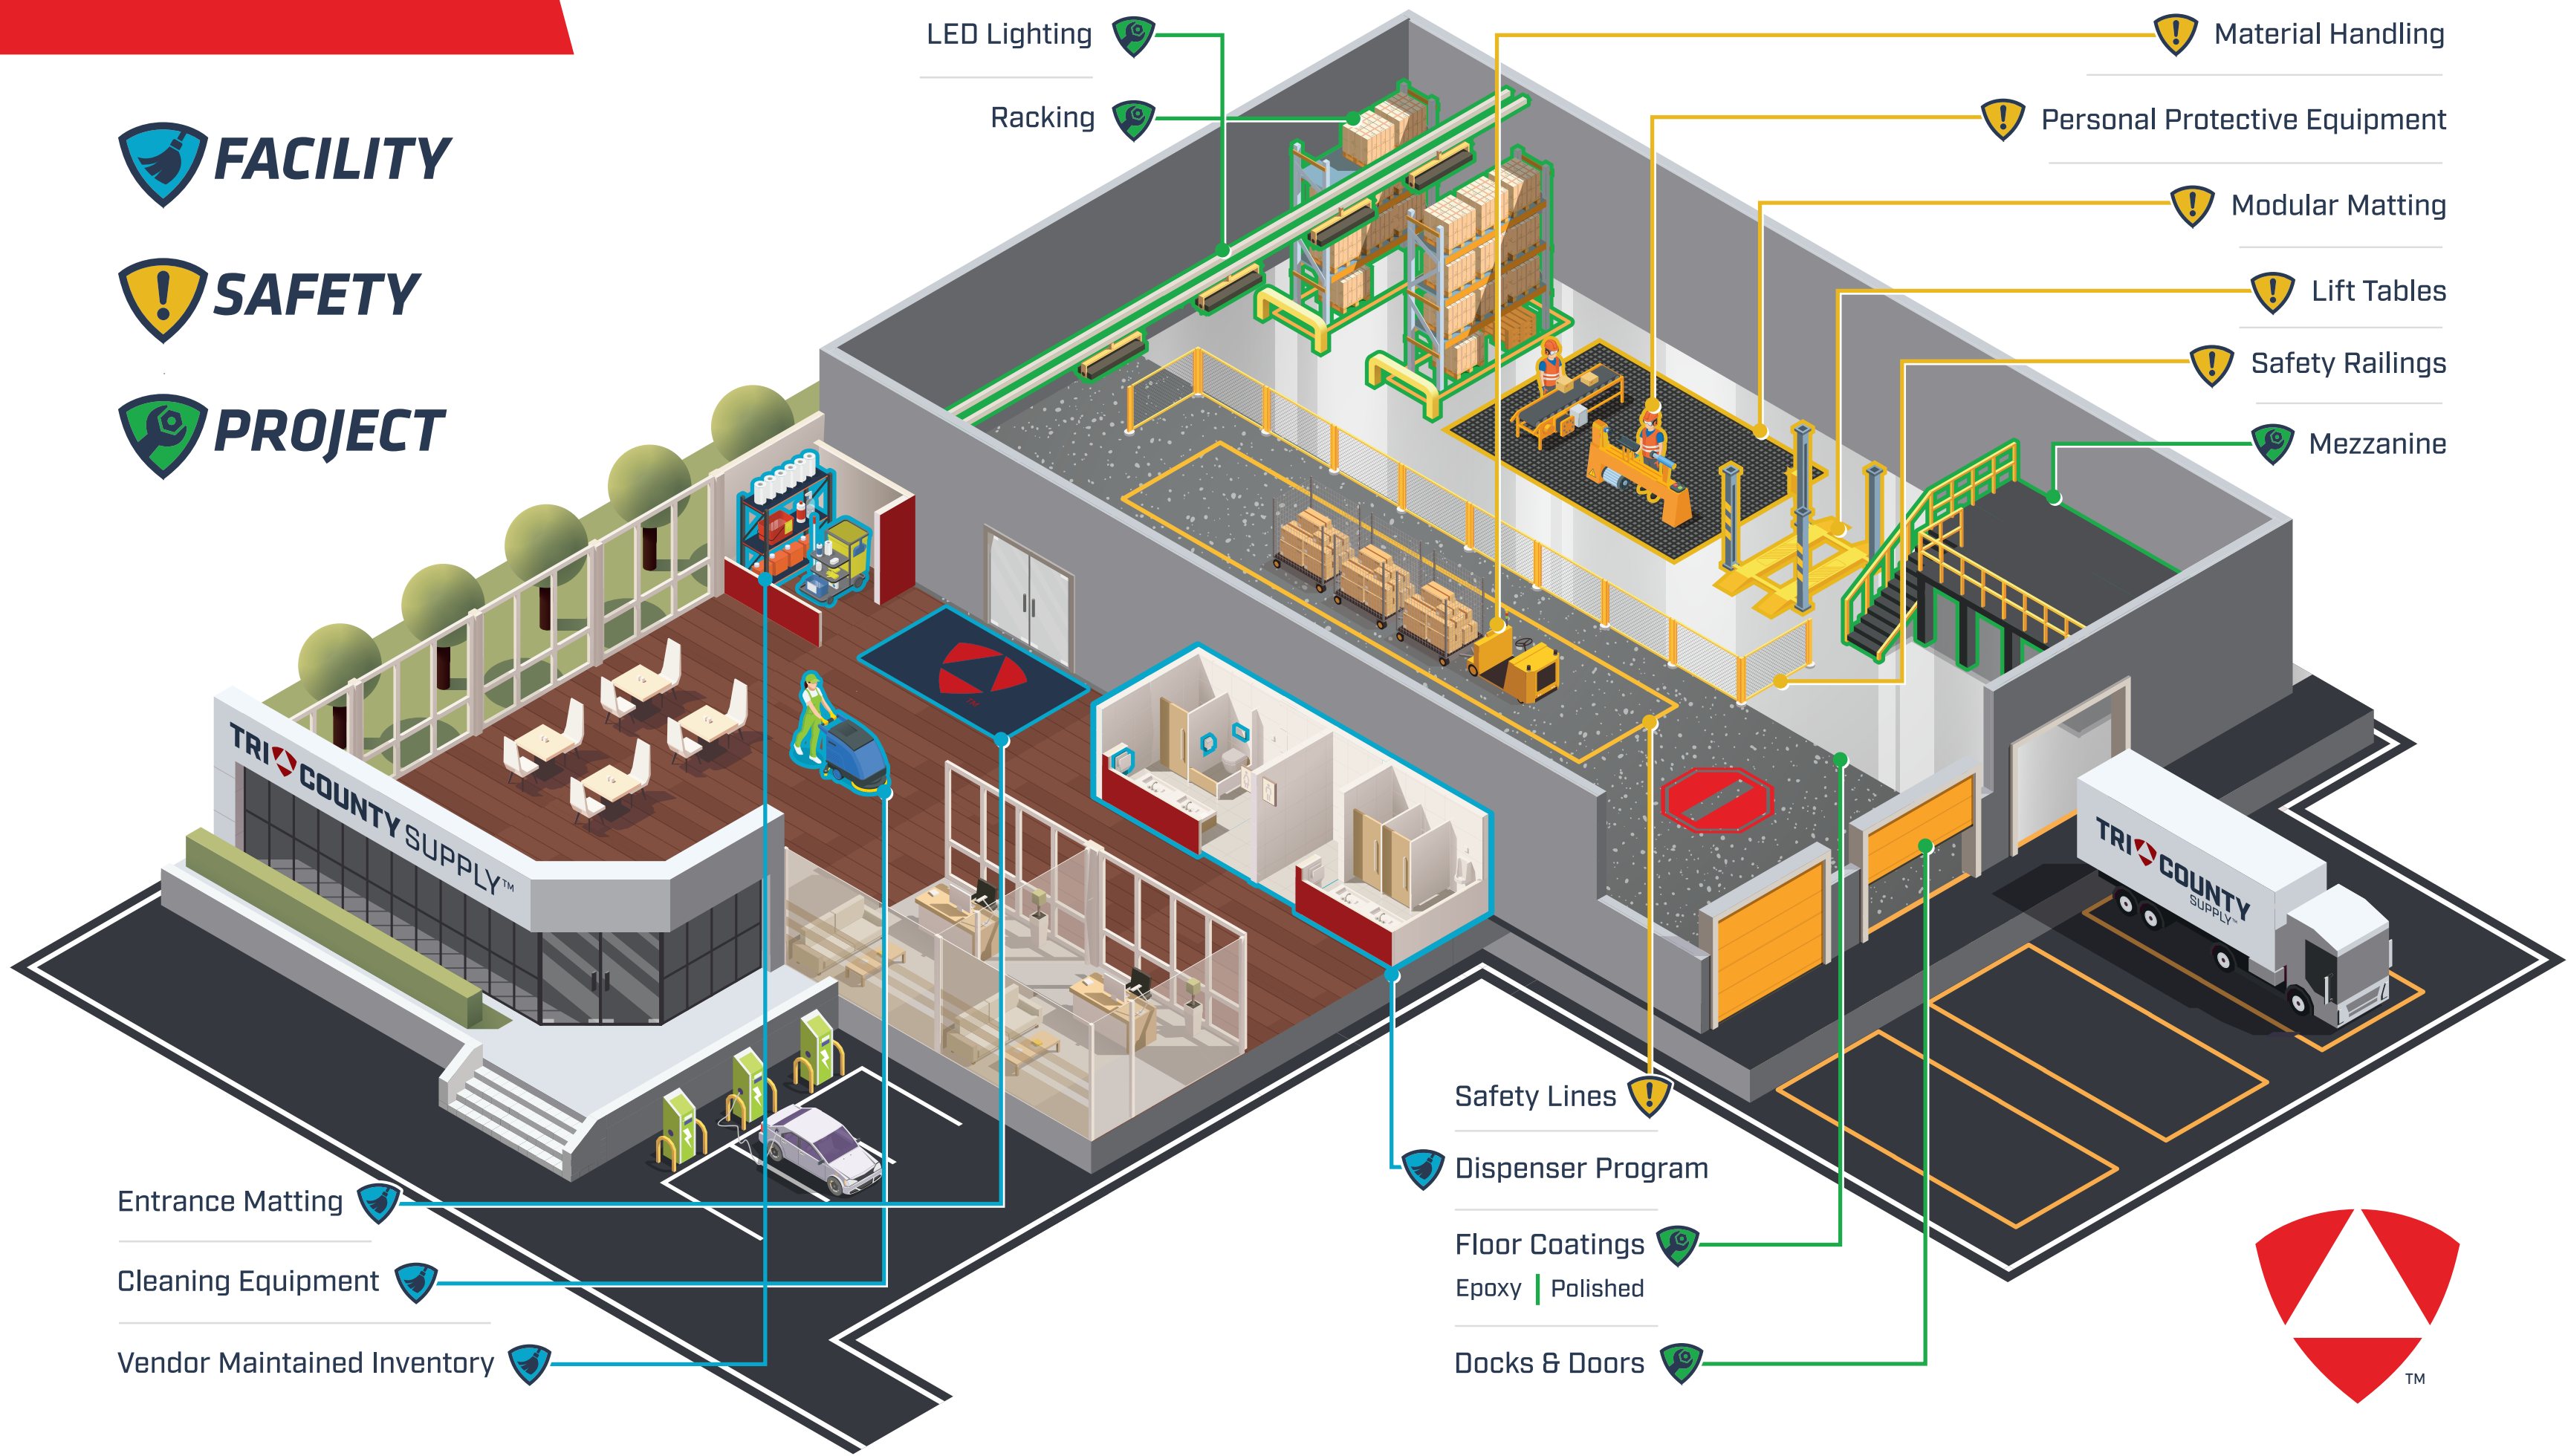 FACILITY
SAFETY
PROJECT
LED Lighting
Racking
Material Handling
Personal Protective Equipment
Modular Matting
Lift Tables
Safety Railings
Mezzanine
TRI COUNTY SUPPLY™
TM
TRI COUNTY
SUPPLY™
Entrance Matting
Cleaning Equipment
Vendor Maintained Inventory
Safety Lines
Dispenser Program
Floor Coatings
Epoxy | Polished
Docks & Doors
TM